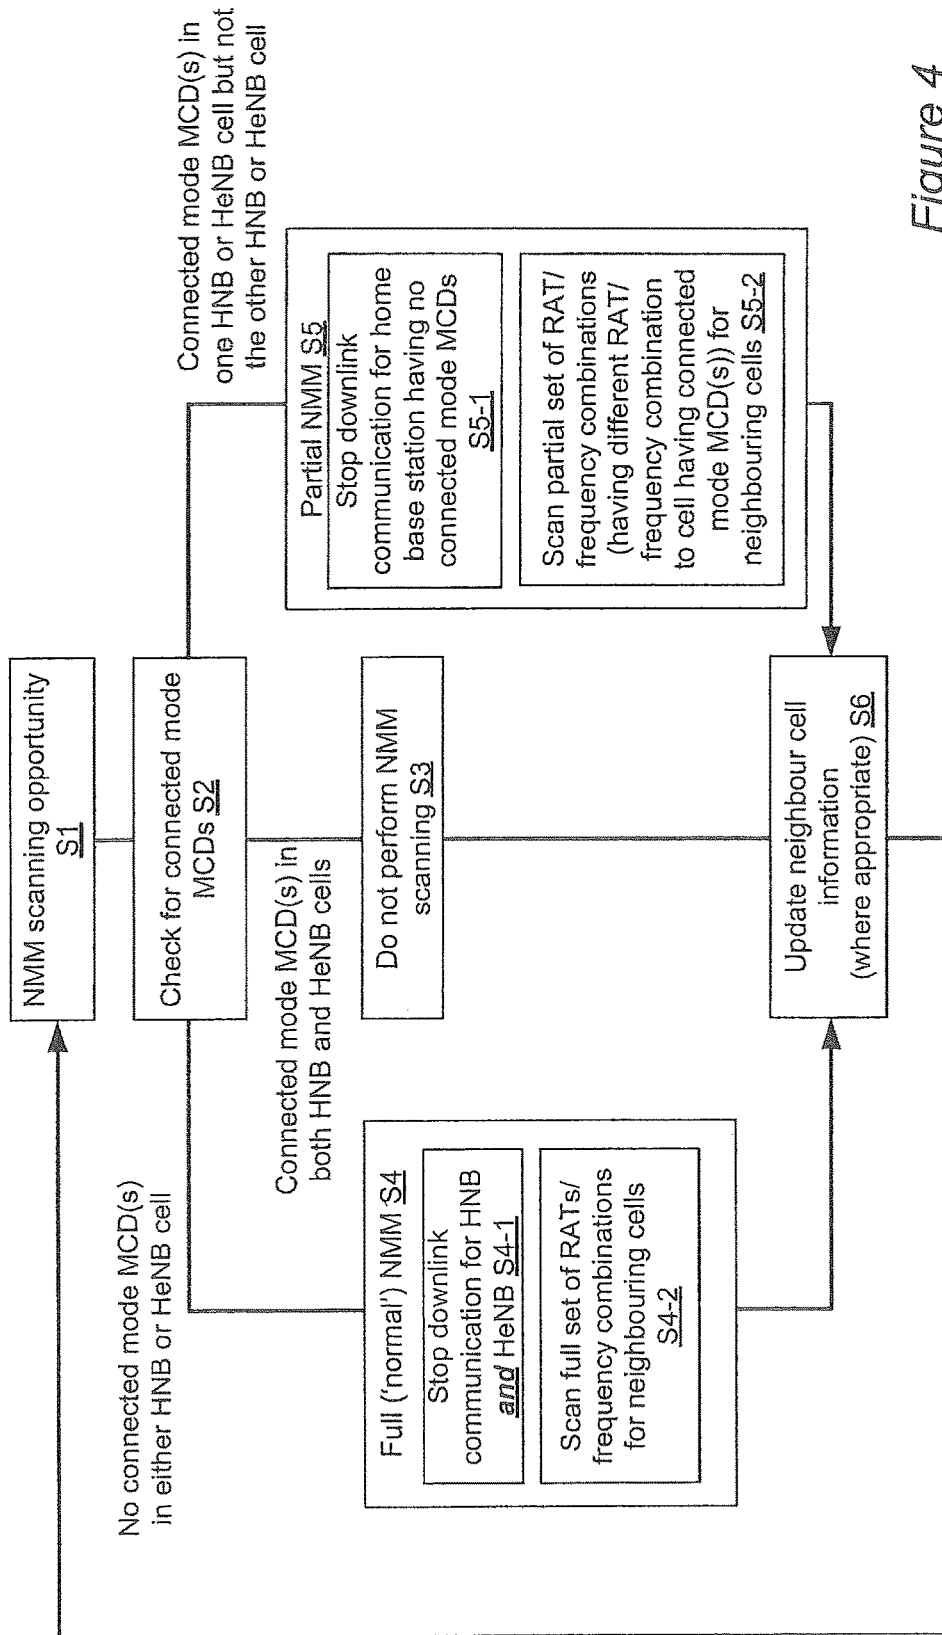 NMM scanning opportunity
S1
Check for connected mode
MCDs S2
No connected mode MCD(s)
in either HNB or HeNB cell
Connected mode MCD(s) in
both HNB and HeNB cells
Connected mode MCD(s) in
one HNB or HeNB cell but not
the other HNB or HeNB cell
Full ('normal') NMM S4
Stop downlink
communication for HNB
and HeNB S4-1
Scan full set of RATs/
frequency combinations
for neighbouring cells
S4-2
Do not perform NMM
scanning S3
Partial NMM S5
Stop downlink
communication for home
base station having no
connected mode MCDs
S5-1
Scan partial set of RAT/
frequency combinations
(having different RAT/
frequency combination
to cell having connected
mode MCD(s)) for
neighbouring cells S5-2
Update neighbour cell
information
(where appropriate) S6
Figure 4